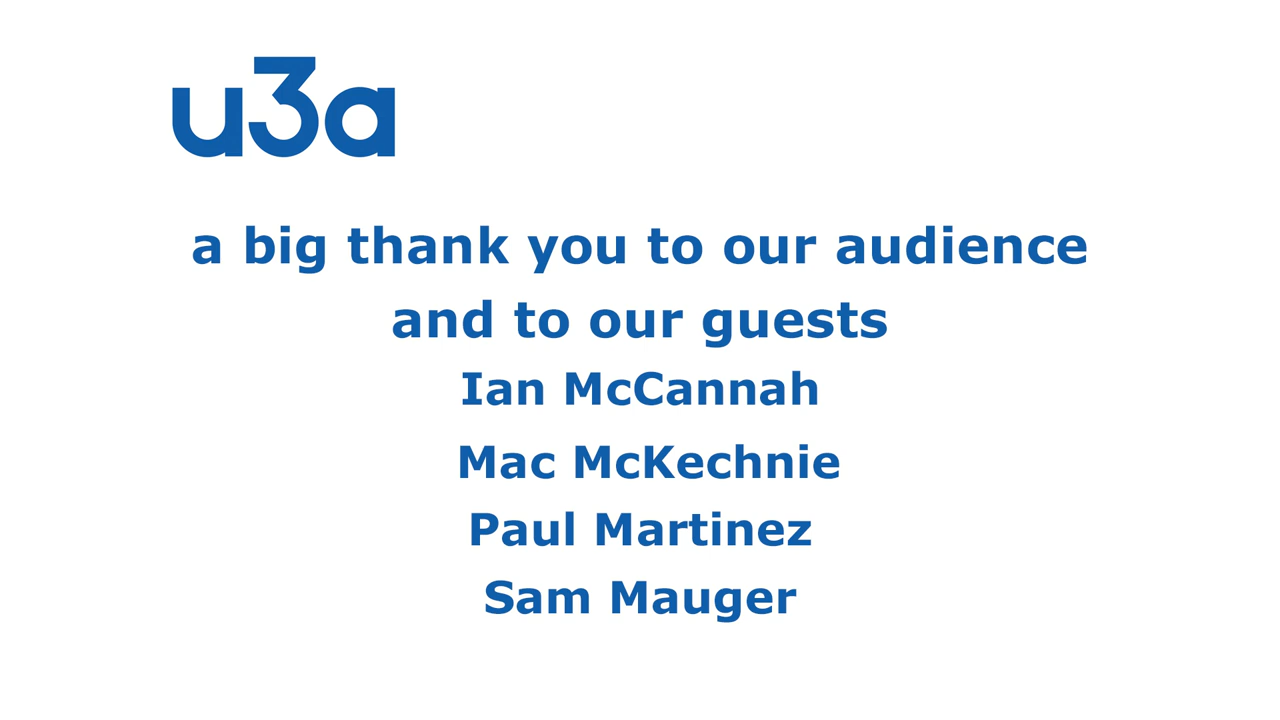 u3a
a big thank you to our audience
and to our guests
Ian McCannah
Mac McKechnie
Paul Martinez
Sam Mauger